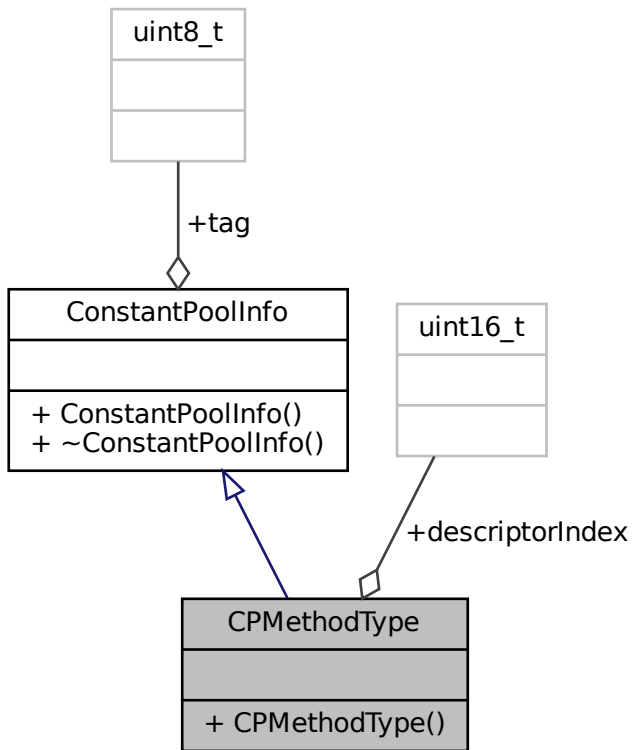 uint8_t
+tag
ConstantPoolInfo
+ ConstantPoolInfo()
+ ~ConstantPoolInfo()
uint16_t
+descriptorIndex
CPMethodType
+ CPMethodType()